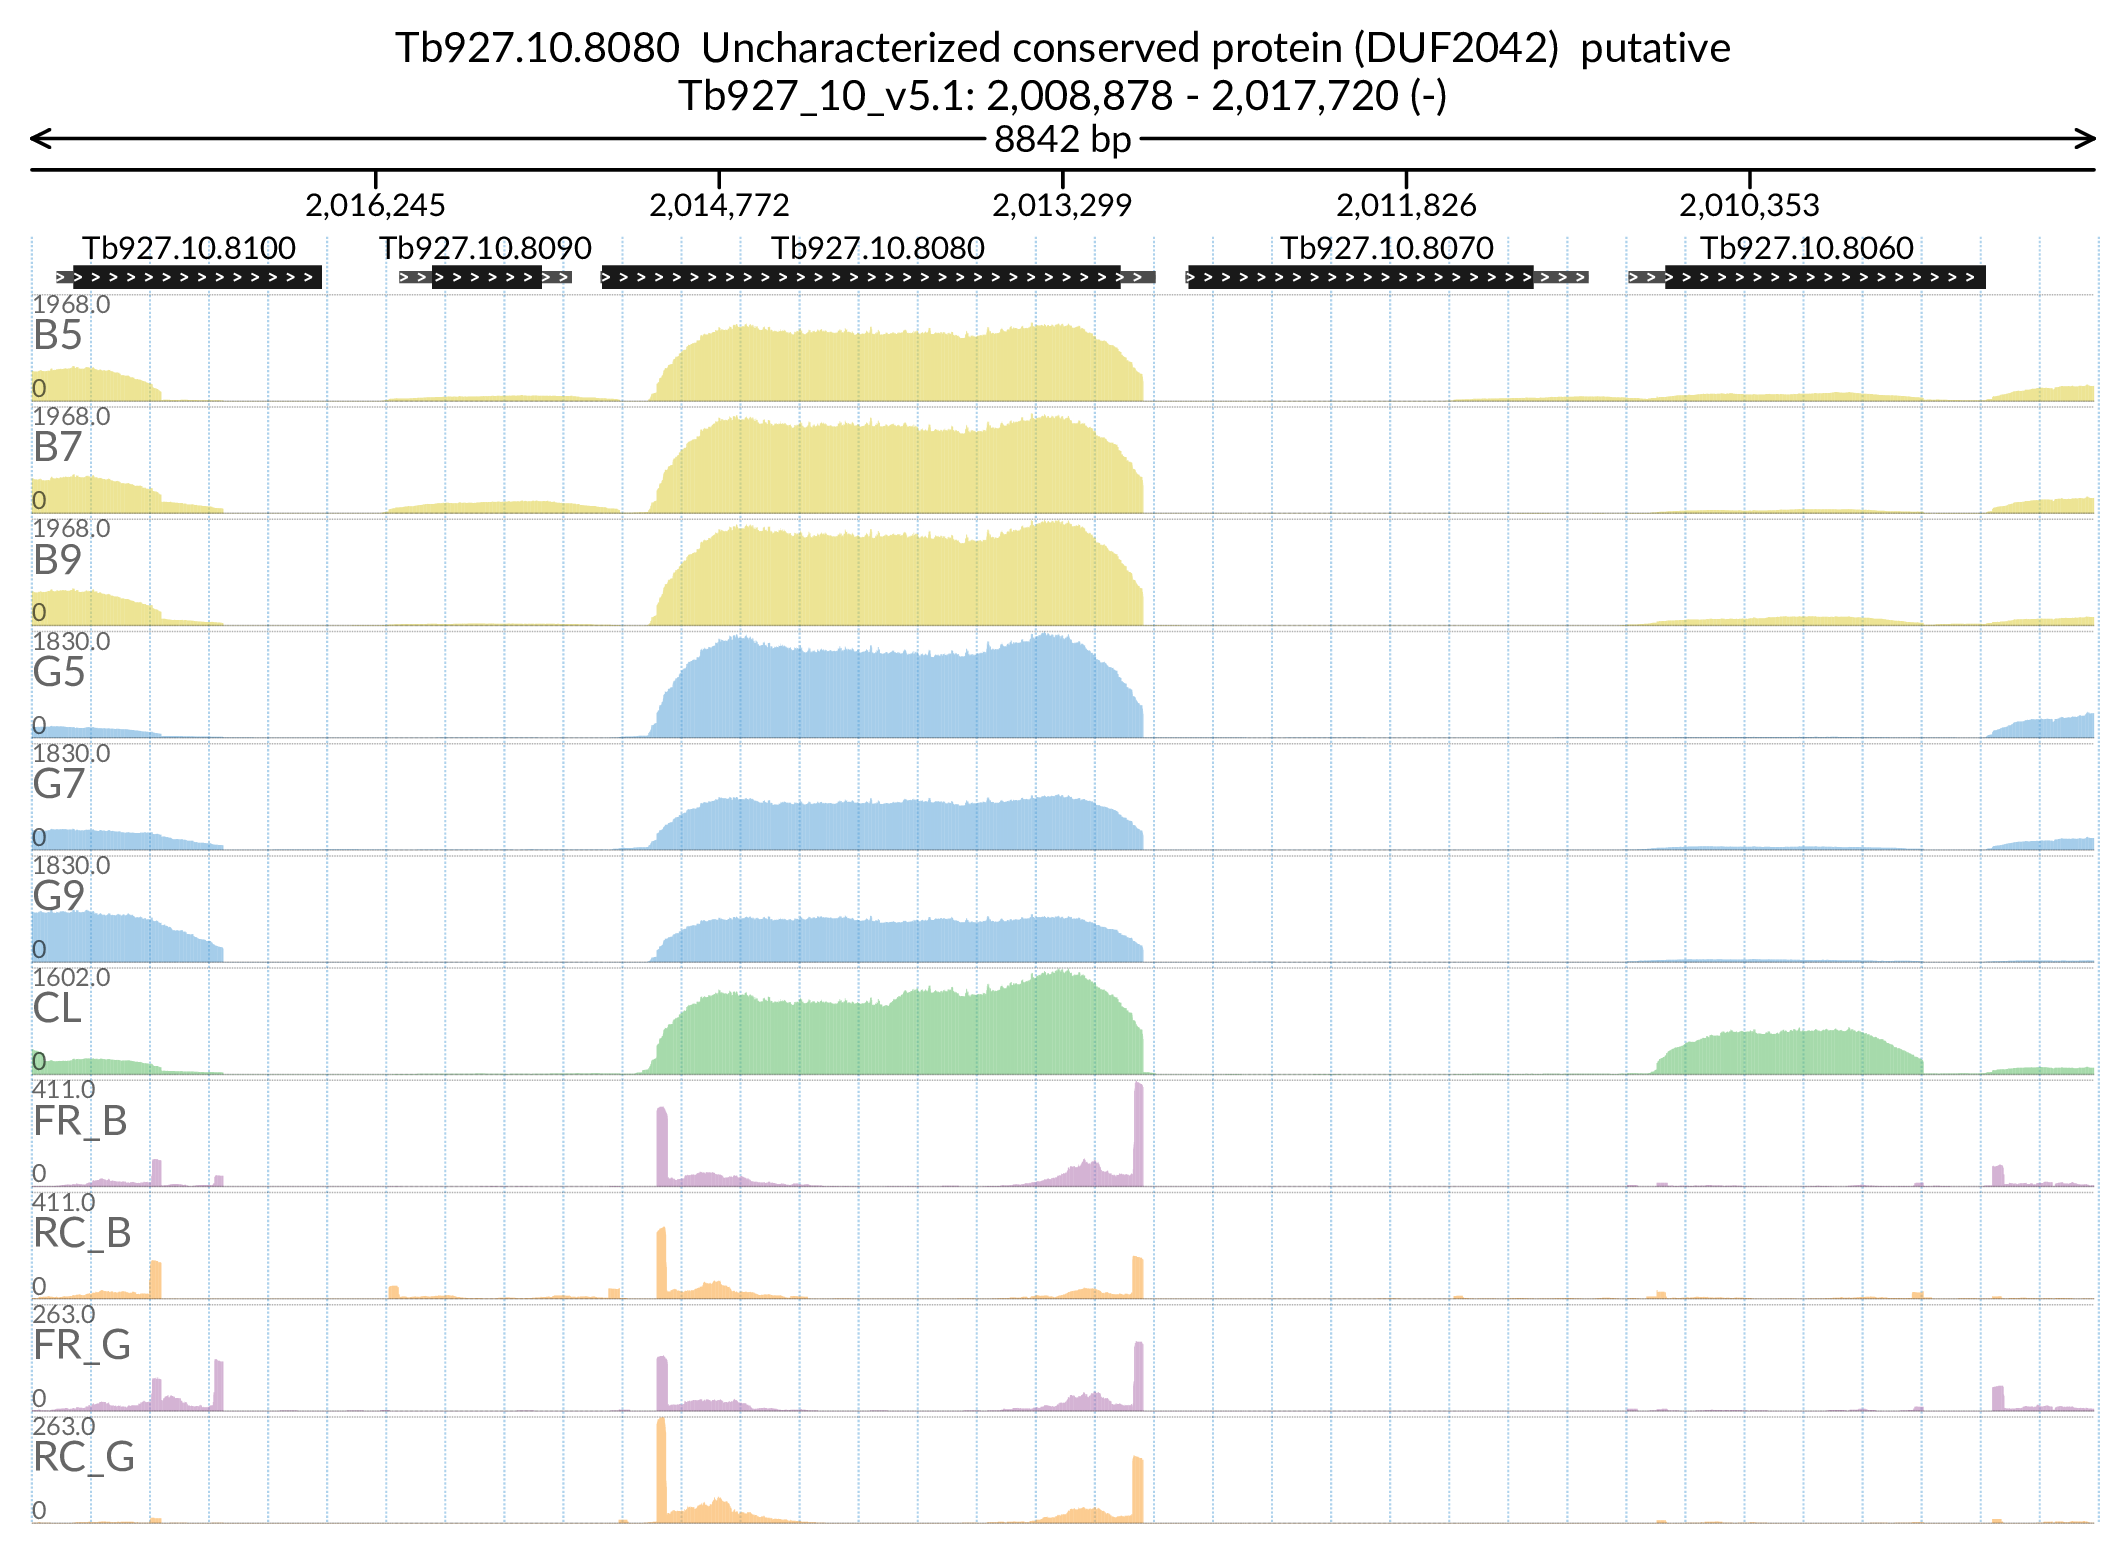 Tb927.10.8080  Uncharacterized conserved protein (DUF2042)  putative
Tb927_10_v5.1: 2,008,878 - 2,017,720 (-)
8842 bp
2,016,245 2,014,772 2,013,299 2,011,826 2,010,353
Tb927.10.8100 Tb927.10.8090 Tb927.10.8080 Tb927.10.8070 Tb927.10.8060
1968.0
B5
0
1968.0
B7
0
1968.0
B9
0
1830.0
G5
0
1830.0
G7
0
1830.0
G9
0
1602.0
CL
0
411.0
FR_B
0
411.0
RC_B
0
263.0
FR_G
0
263.0
RC_G
0